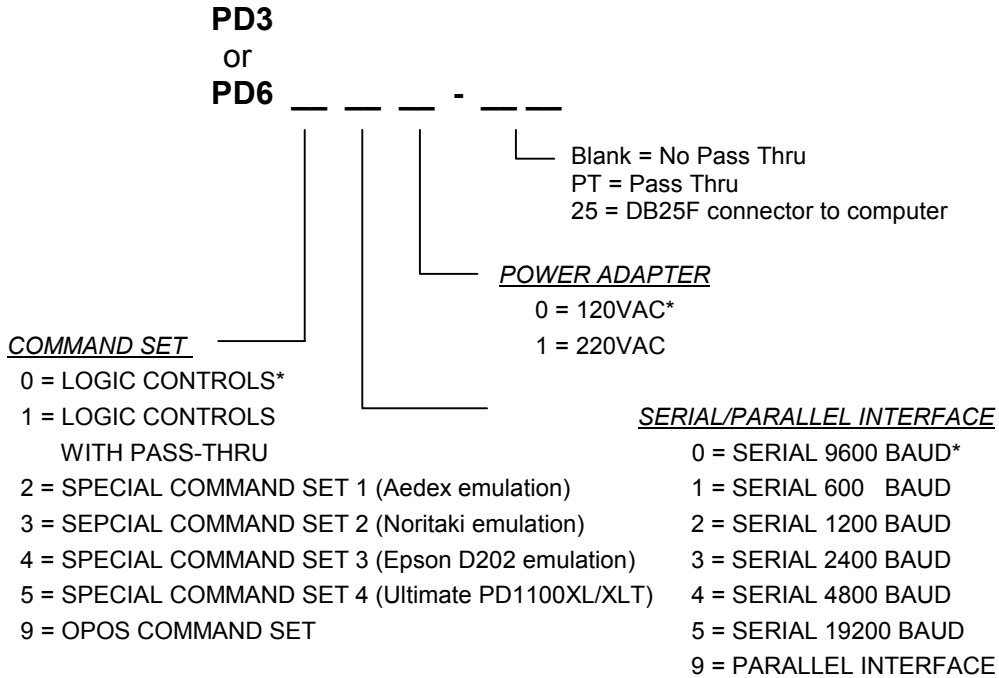 PD3
or
PD6 __ __ __ - __ __
Blank = No Pass Thru
PT = Pass Thru
25 = DB25F connector to computer
POWER ADAPTER
0 = 120VAC*
1 = 220VAC
COMMAND SET
0 = LOGIC CONTROLS*
1 = LOGIC CONTROLS
WITH PASS-THRU
2 = SPECIAL COMMAND SET 1 (Aedex emulation)
3 = SEPCIAL COMMAND SET 2 (Noritaki emulation)
4 = SPECIAL COMMAND SET 3 (Epson D202 emulation)
5 = SPECIAL COMMAND SET 4 (Ultimate PD1100XL/XLT)
9 = OPOS COMMAND SET
SERIAL/PARALLEL INTERFACE
0 = SERIAL 9600 BAUD*
1 = SERIAL 600 BAUD
2 = SERIAL 1200 BAUD
3 = SERIAL 2400 BAUD
4 = SERIAL 4800 BAUD
5 = SERIAL 19200 BAUD
9 = PARALLEL INTERFACE